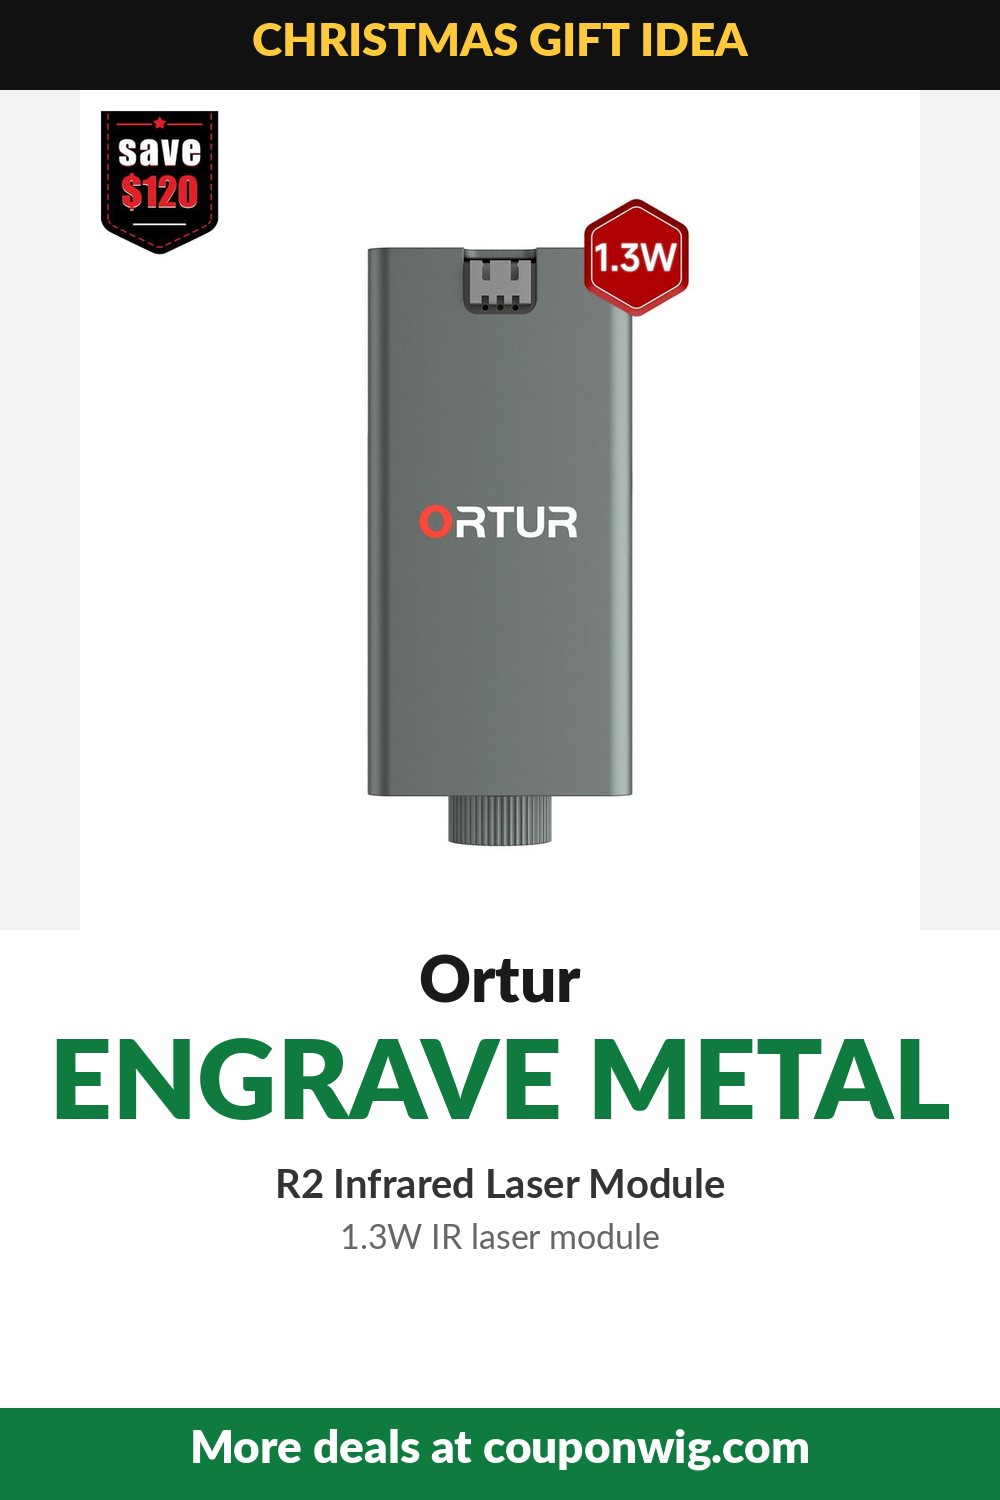 CHRISTMAS GIFT IDEA
save
$120
1.3W
ORTUR
Ortur
ENGRAVE METAL
R2 Infrared Laser Module
1.3W IR laser module
More deals at couponwig.com